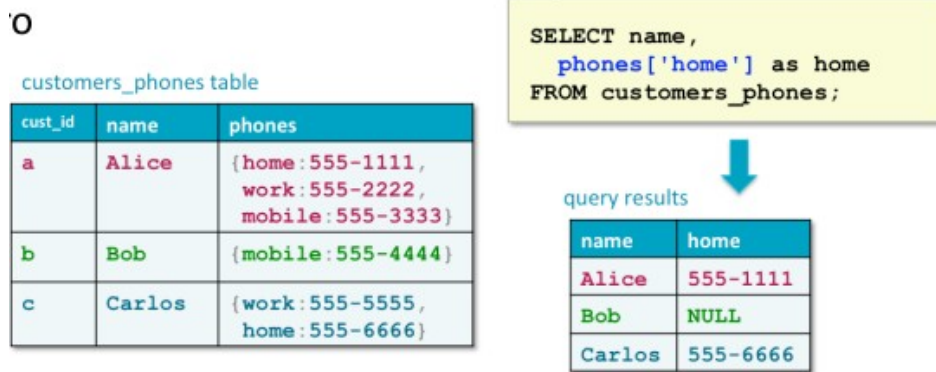 customers_phones table
cust_id name phones
a Alice {home:555-1111,
work:555-2222,
mobile:555-3333}
b Bob {mobile:555-4444}
c Carlos {work:555-5555,
home:555-6666}
SELECT name,
phones['home'] as home
FROM customers_phones;
query results
name home
Alice 555-1111
Bob NULL
Carlos 555-6666